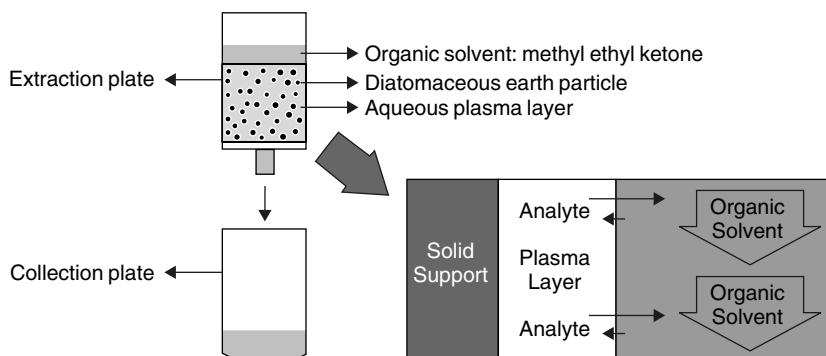 Organic solvent: methyl ethyl ketone
Extraction plate
Diatomaceous earth particle
Aqueous plasma layer
Collection plate
Solid
Support
Analyte
Plasma
Layer
Analyte
Organic
Solvent
Organic
Solvent